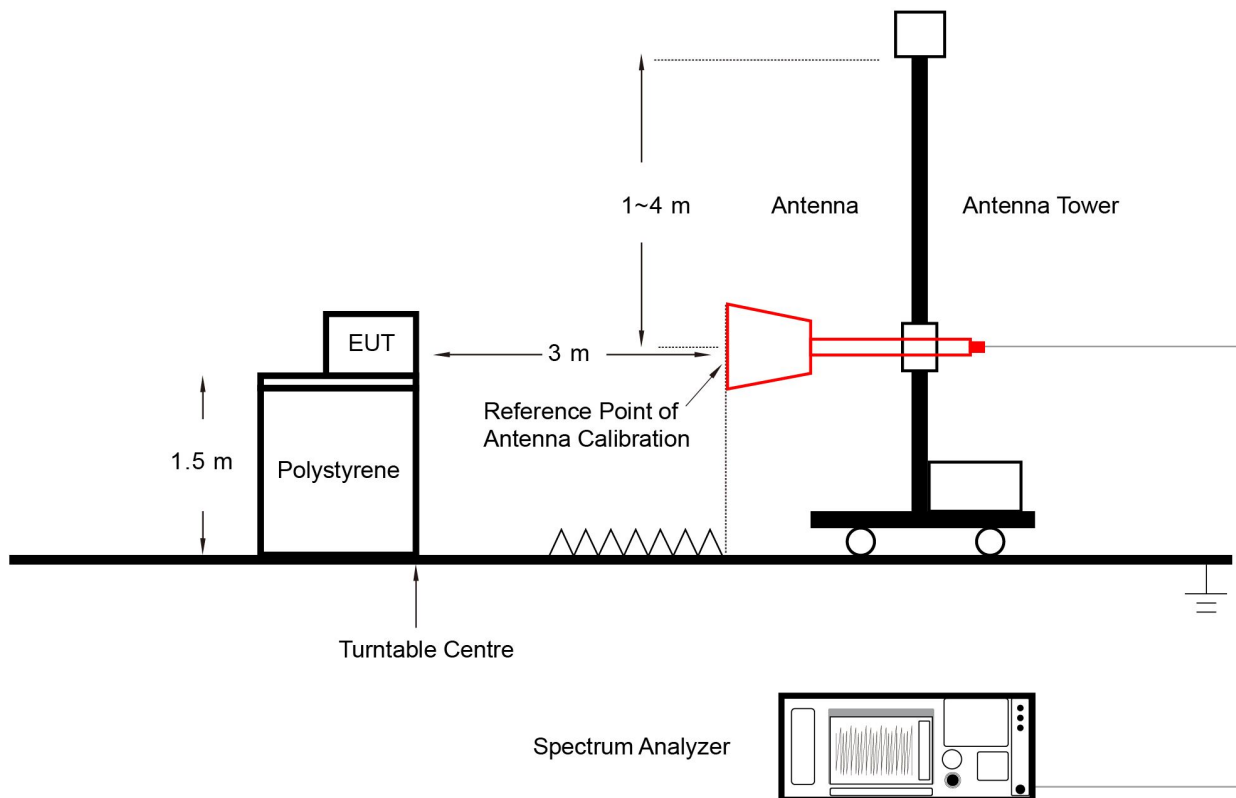 1~4 m
Antenna
Antenna Tower
EUT
3 m
Reference Point of
Antenna Calibration
1.5 m
Polystyrene
Turntable Centre
Spectrum Analyzer